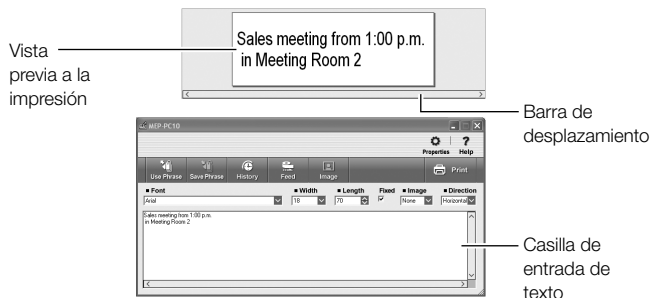 Sales meeting from 1:00 p.m.
in Meeting Room 2
Vista
previa a la
impresión
Barra de
desplazamiento
MEP-PC10
Properties Help
Use Phrase Save Phrase History Feed Image Print
Font Width Length Fixed Image Direction
Arial 18 70 None Horizontal
Sales meeting from 1:00 p.m.
in Meeting Room 2
Casilla de
entrada de
texto